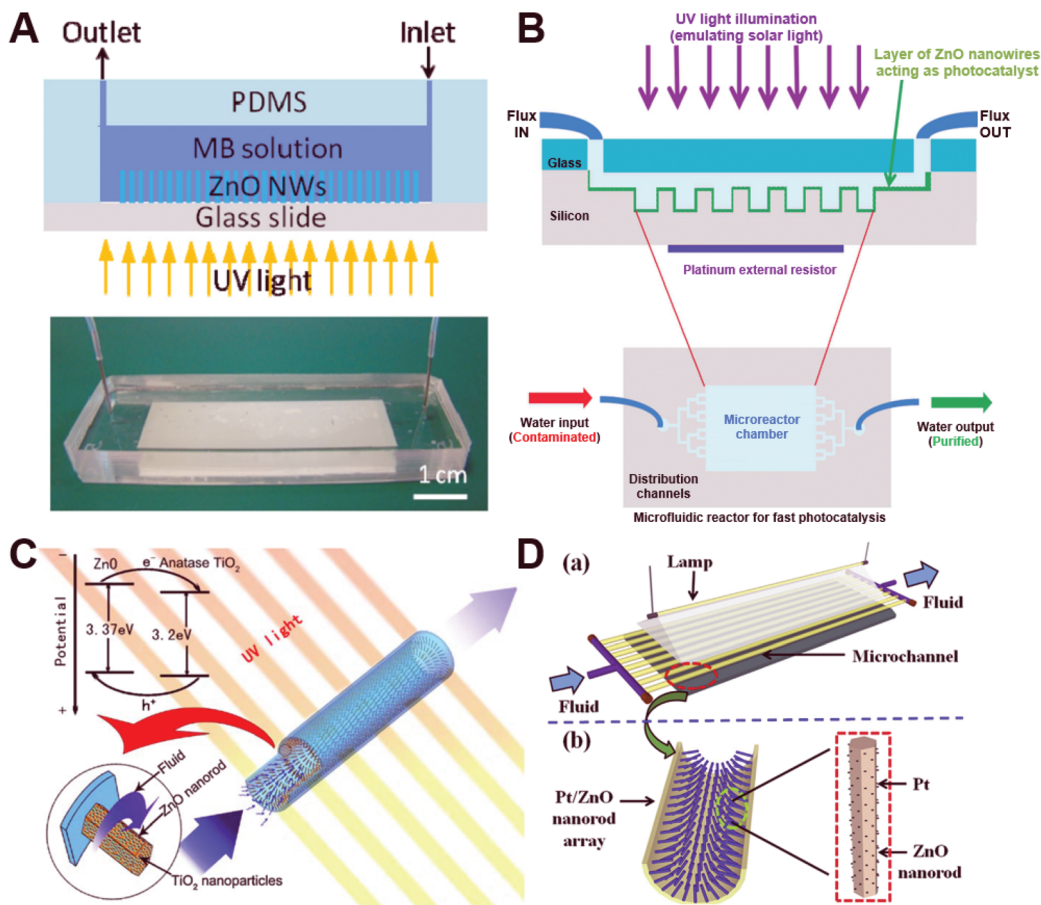 A
Outlet
Inlet
PDMS
MB solution
ZnO NWs
Glass slide
UV light
1 cm
B
UV light illumination
(emulating solar light)
Layer of ZnO nanowires
acting as photocatalyst
Flux
IN
Flux
OUT
Glass
Silicon
Platinum external resistor
Water input
(Contaminated)
Microreactor
chamber
Water output
(Purified)
Distribution
channels
Microfluidic reactor for fast photocatalysis
C
−
ZnO
e⁻ Anatase TiO₂
Potential
3.37eV
3.2eV
h⁺
+
UV light
Fluid
ZnO nanorod
TiO₂ nanoparticles
D
(a)
Lamp
Fluid
Microchannel
Fluid
(b)
Pt/ZnO
nanorod
array
Pt
ZnO
nanorod